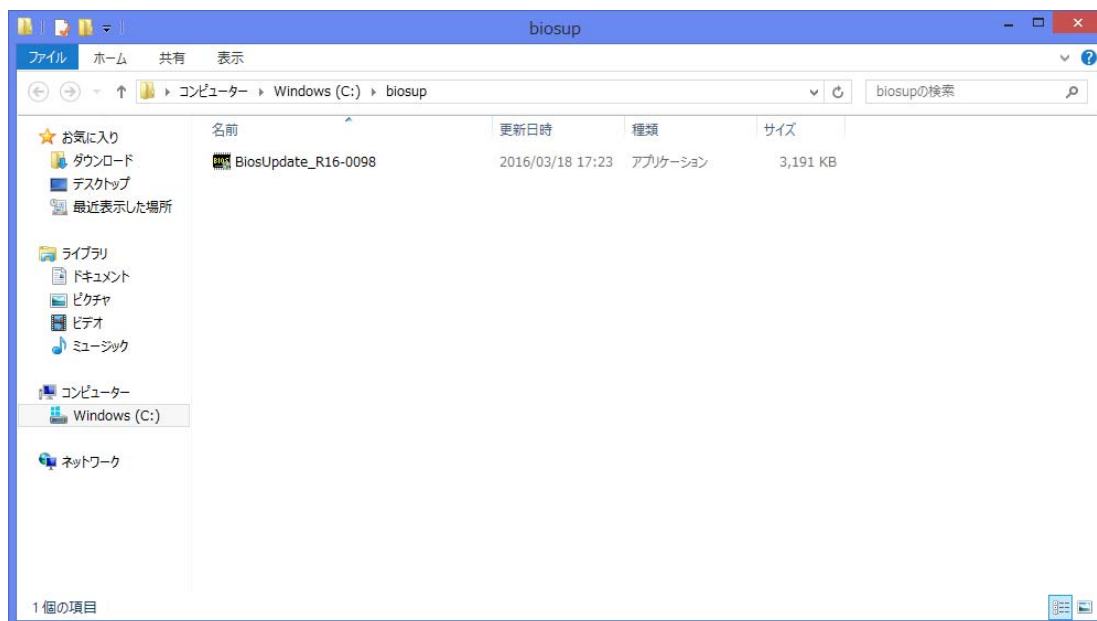 biosup
ファイル ホーム 共有 表示
コンピューター Windows (C:) biosup biosupの検索
名前 更新日時 種類 サイズ
BiosUpdate_R16-0098 2016/03/18 17:23 アプリケーション 3,191 KB
お気に入り
ダウンロード
デスクトップ
最近表示した場所
ライブラリ
ドキュメント
ピクチャ
ビデオ
ミュージック
コンピューター
Windows (C:)
ネットワーク
1 個の項目